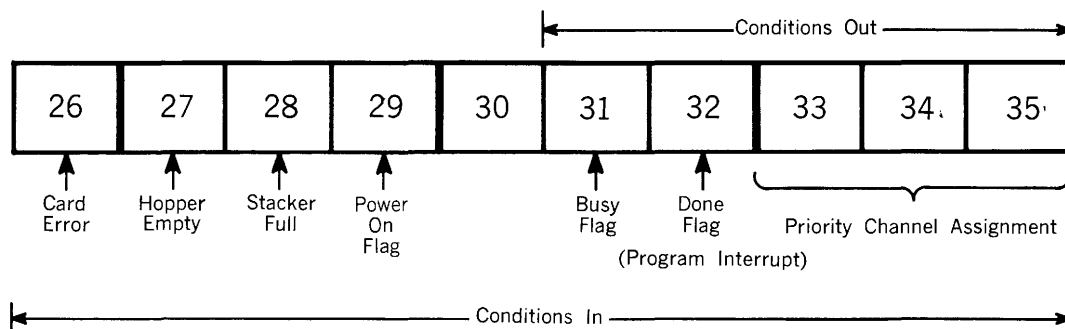 Conditions Out
26 27 28 29 30 31 32 33 34 35
Card Error
Hopper Empty
Stacker Full
Power On Flag
Busy Flag
Done Flag
(Program Interrupt)
Priority Channel Assignment
Conditions In